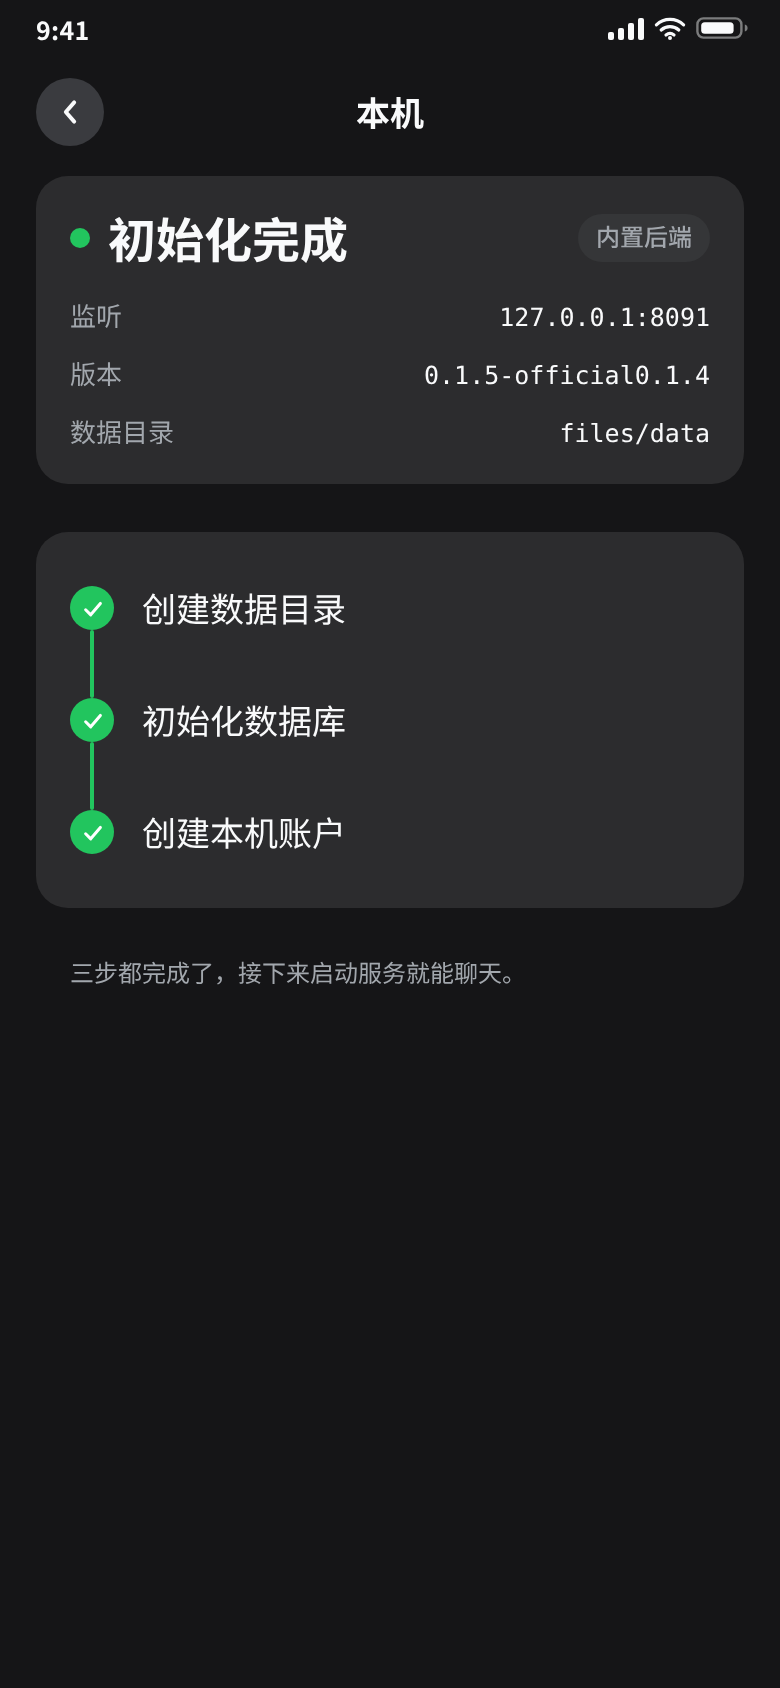 9:41
本机
初始化完成
内置后端
监听
127.0.0.1:8091
版本
0.1.5-official0.1.4
数据目录
files/data
创建数据目录
初始化数据库
创建本机账户
三步都完成了，接下来启动服务就能聊天。